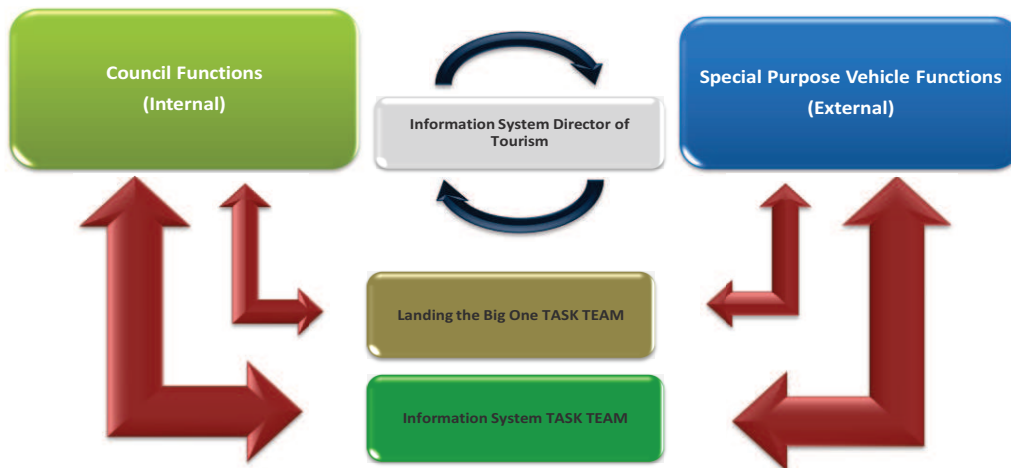 Council Functions
(Internal)
Special Purpose Vehicle Functions
(External)
Information System Director of
Tourism
Landing the Big One TASK TEAM
Information System TASK TEAM